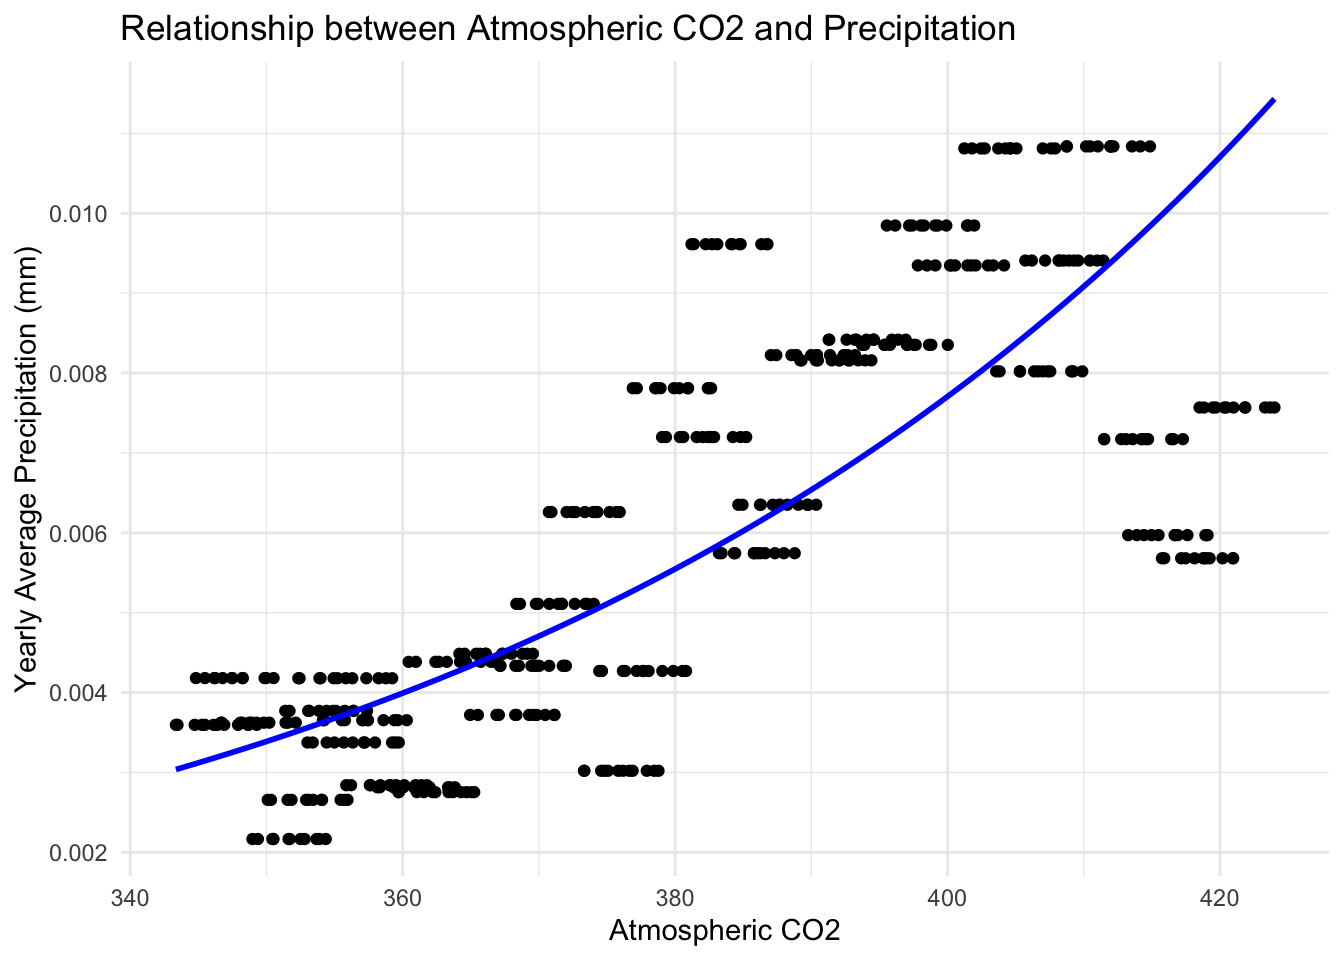 Relationship between Atmospheric CO2 and Precipitation
Yearly Average Precipitation (mm)
0.010
0.008
0.006
0.004
0.002
340 360 380 400 420
Atmospheric CO2